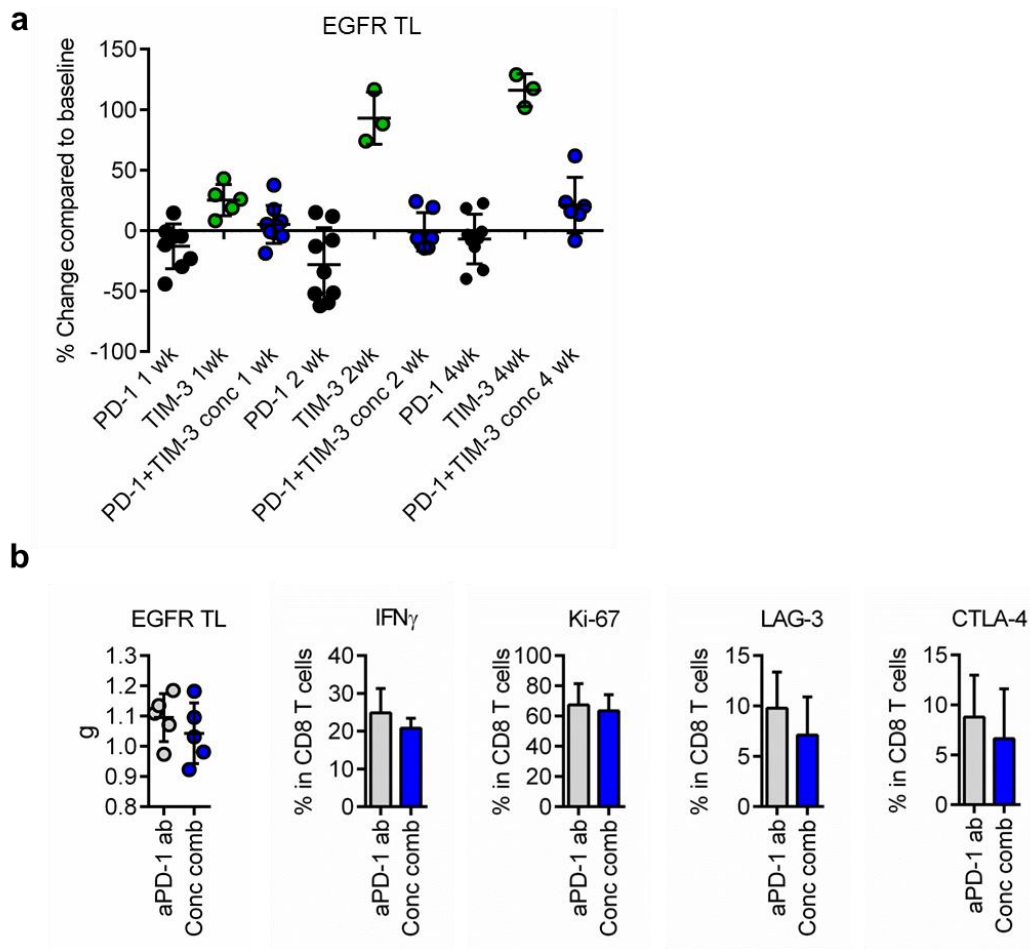 a
EGFR TL
% Change compared to baseline
150
100
50
0
-50
-100
PD-1 1 wk
TIM-3 1wk
PD-1+TIM-3 conc 1 wk
PD-1 2 wk
TIM-3 2wk
PD-1+TIM-3 conc 2 wk
PD-1 4wk
TIM-3 4wk
PD-1+TIM-3 conc 4 wk
b
EGFR TL
g
1.3
1.2
1.1
1.0
0.9
0.8
aPD-1 ab
Conc comb
IFNγ
% in CD8 T cells
40
30
20
10
0
aPD-1 ab
Conc comb
Ki-67
% in CD8 T cells
100
80
60
40
20
0
aPD-1 ab
Conc comb
LAG-3
% in CD8 T cells
15
10
5
0
aPD-1 ab
Conc comb
CTLA-4
% in CD8 T cells
15
10
5
0
aPD-1 ab
Conc comb